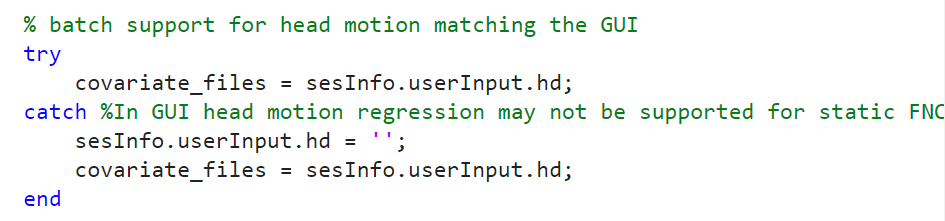 % batch support for head motion matching the GUI
try
    covariate_files = sesInfo.userInput.hd;
catch %In GUI head motion regression may not be supported for static FNC
    sesInfo.userInput.hd = '';
    covariate_files = sesInfo.userInput.hd;
end